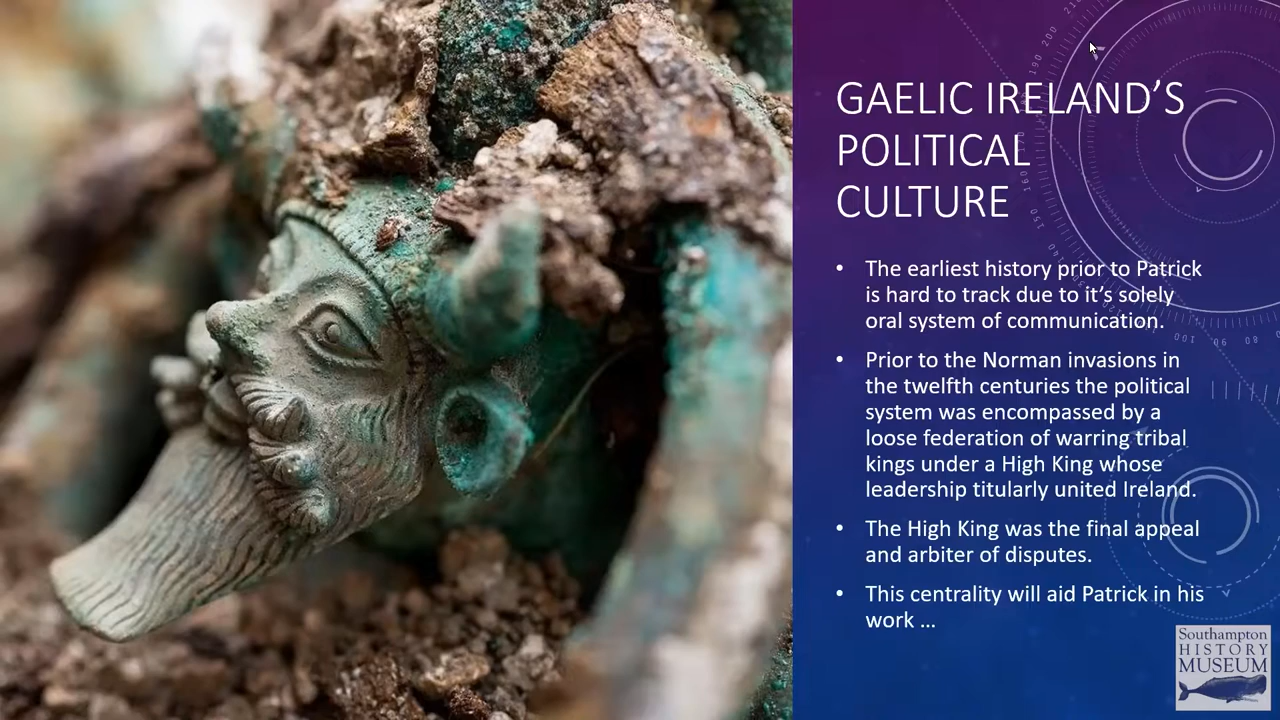 GAELIC IRELAND’S
POLITICAL
CULTURE
• The earliest history prior to Patrick
is hard to track due to it’s solely
oral system of communication.
• Prior to the Norman invasions in
the twelfth centuries the political
system was encompassed by a
loose federation of warring tribal
kings under a High King whose
leadership titularly united Ireland.
• The High King was the final appeal
and arbiter of disputes.
• This centrality will aid Patrick in his
work …
Southampton
HISTORY
MUSEUM